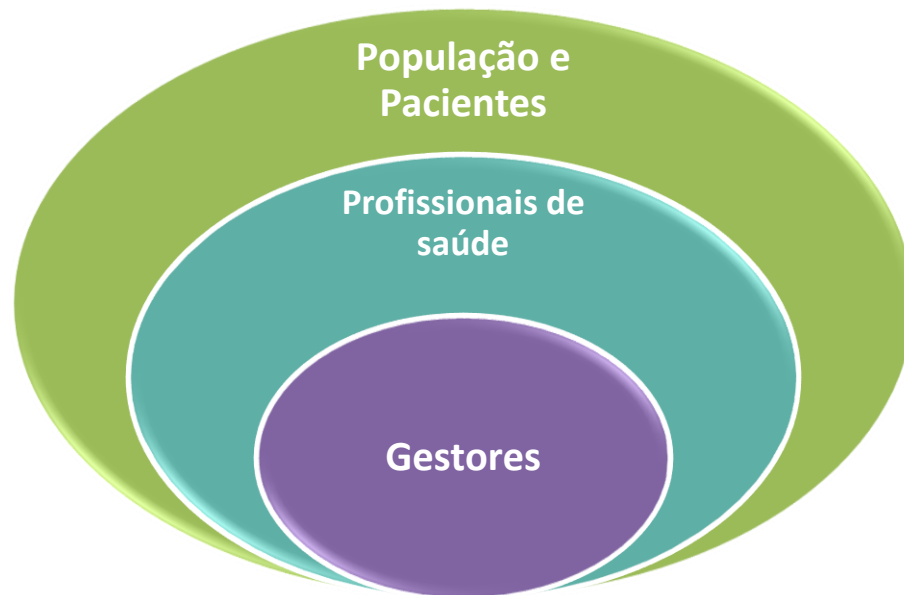 População e
Pacientes
Profissionais de
saúde
Gestores